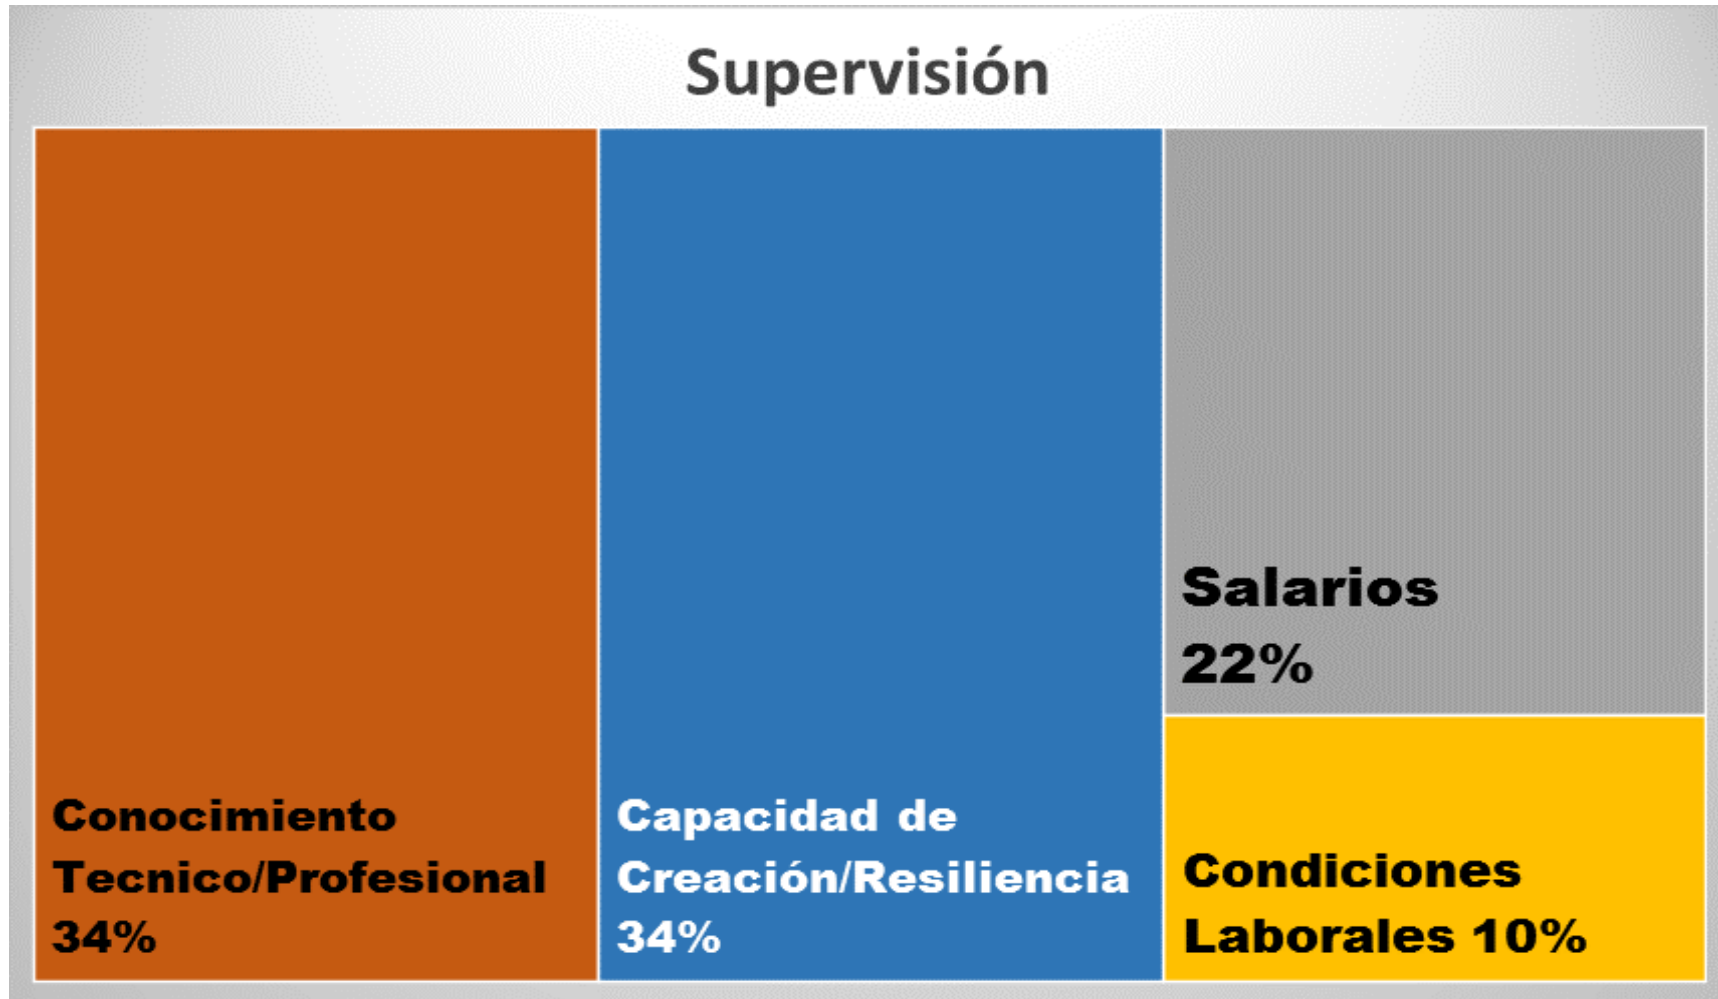 Supervisión
Conocimiento
Tecnico/Profesional
34%
Capacidad de
Creación/Resiliencia
34%
Salarios
22%
Condiciones
Laborales 10%